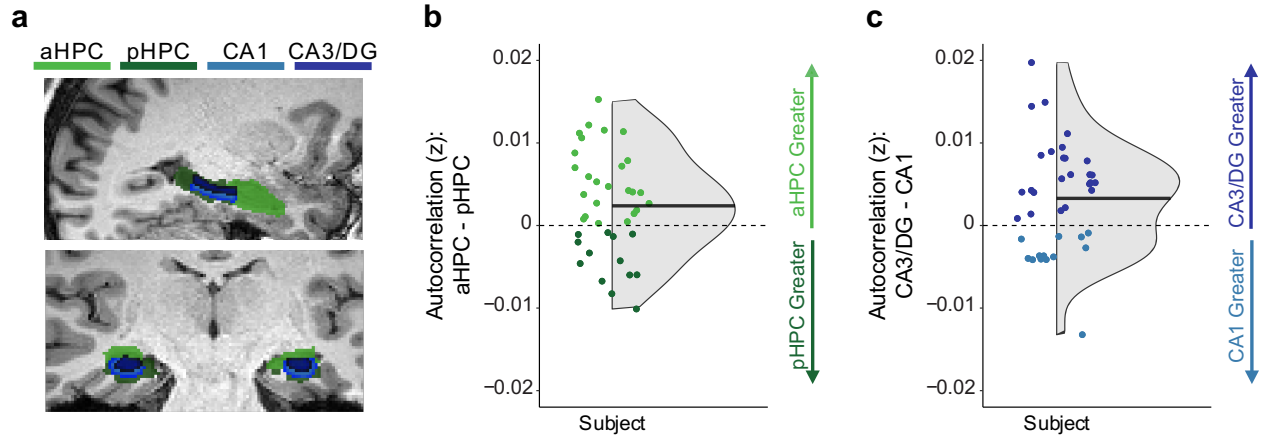 a
aHPC pHPC CA1 CA3/DG
b
Autocorrelation (z):
aHPC - pHPC
0.02
0.01
0
−0.01
−0.02
Subject
aHPC Greater
pHPC Greater
c
Autocorrelation (z):
CA3/DG - CA1
0.02
0.01
0
−0.01
−0.02
Subject
CA3/DG Greater
CA1 Greater